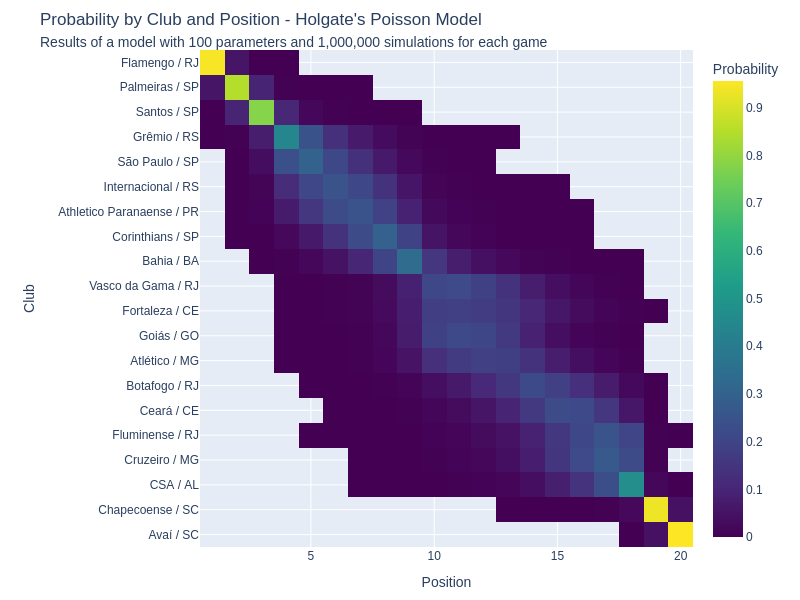 Probability by Club and Position - Holgate's Poisson Model
Results of a model with 100 parameters and 1,000,000 simulations for each game
Probability
Flamengo / RJ
Palmeiras / SP
Santos / SP
Grêmio / RS
São Paulo / SP
Internacional / RS
Athletico Paranaense / PR
Corinthians / SP
Bahia / BA
Vasco da Gama / RJ
Fortaleza / CE
Goiás / GO
Atlético / MG
Botafogo / RJ
Ceará / CE
Fluminense / RJ
Cruzeiro / MG
CSA / AL
Chapecoense / SC
Avaí / SC
Club
0.9
0.8
0.7
0.6
0.5
0.4
0.3
0.2
0.1
0
5
10
15
20
Position